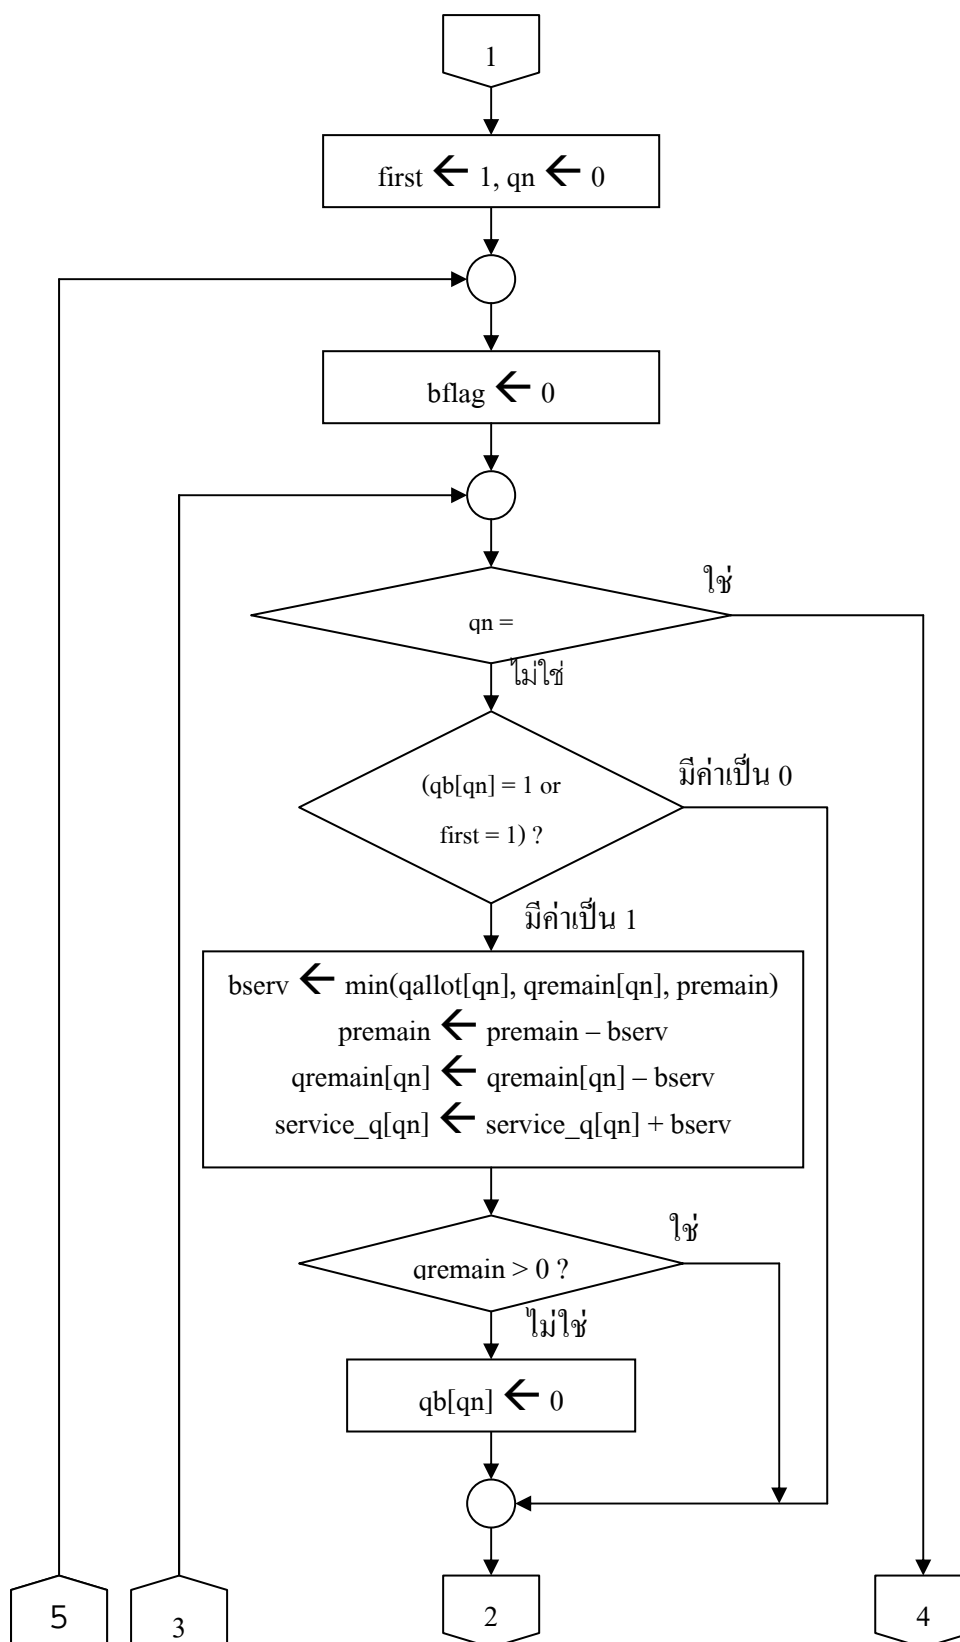 1
first ← 1, qn ← 0
bflag ← 0
ใช่
qn =
ไม่ใช่
มีค่าเป็น 0
(qb[qn] = 1 or
first = 1) ?
มีค่าเป็น 1
bserv ← min(qallot[qn], qremain[qn], premain)
premain ← premain – bserv
qremain[qn] ← qremain[qn] – bserv
service_q[qn] ← service_q[qn] + bserv
ใช่
qremain > 0 ?
ไม่ใช่
qb[qn] ← 0
5
3
2
4